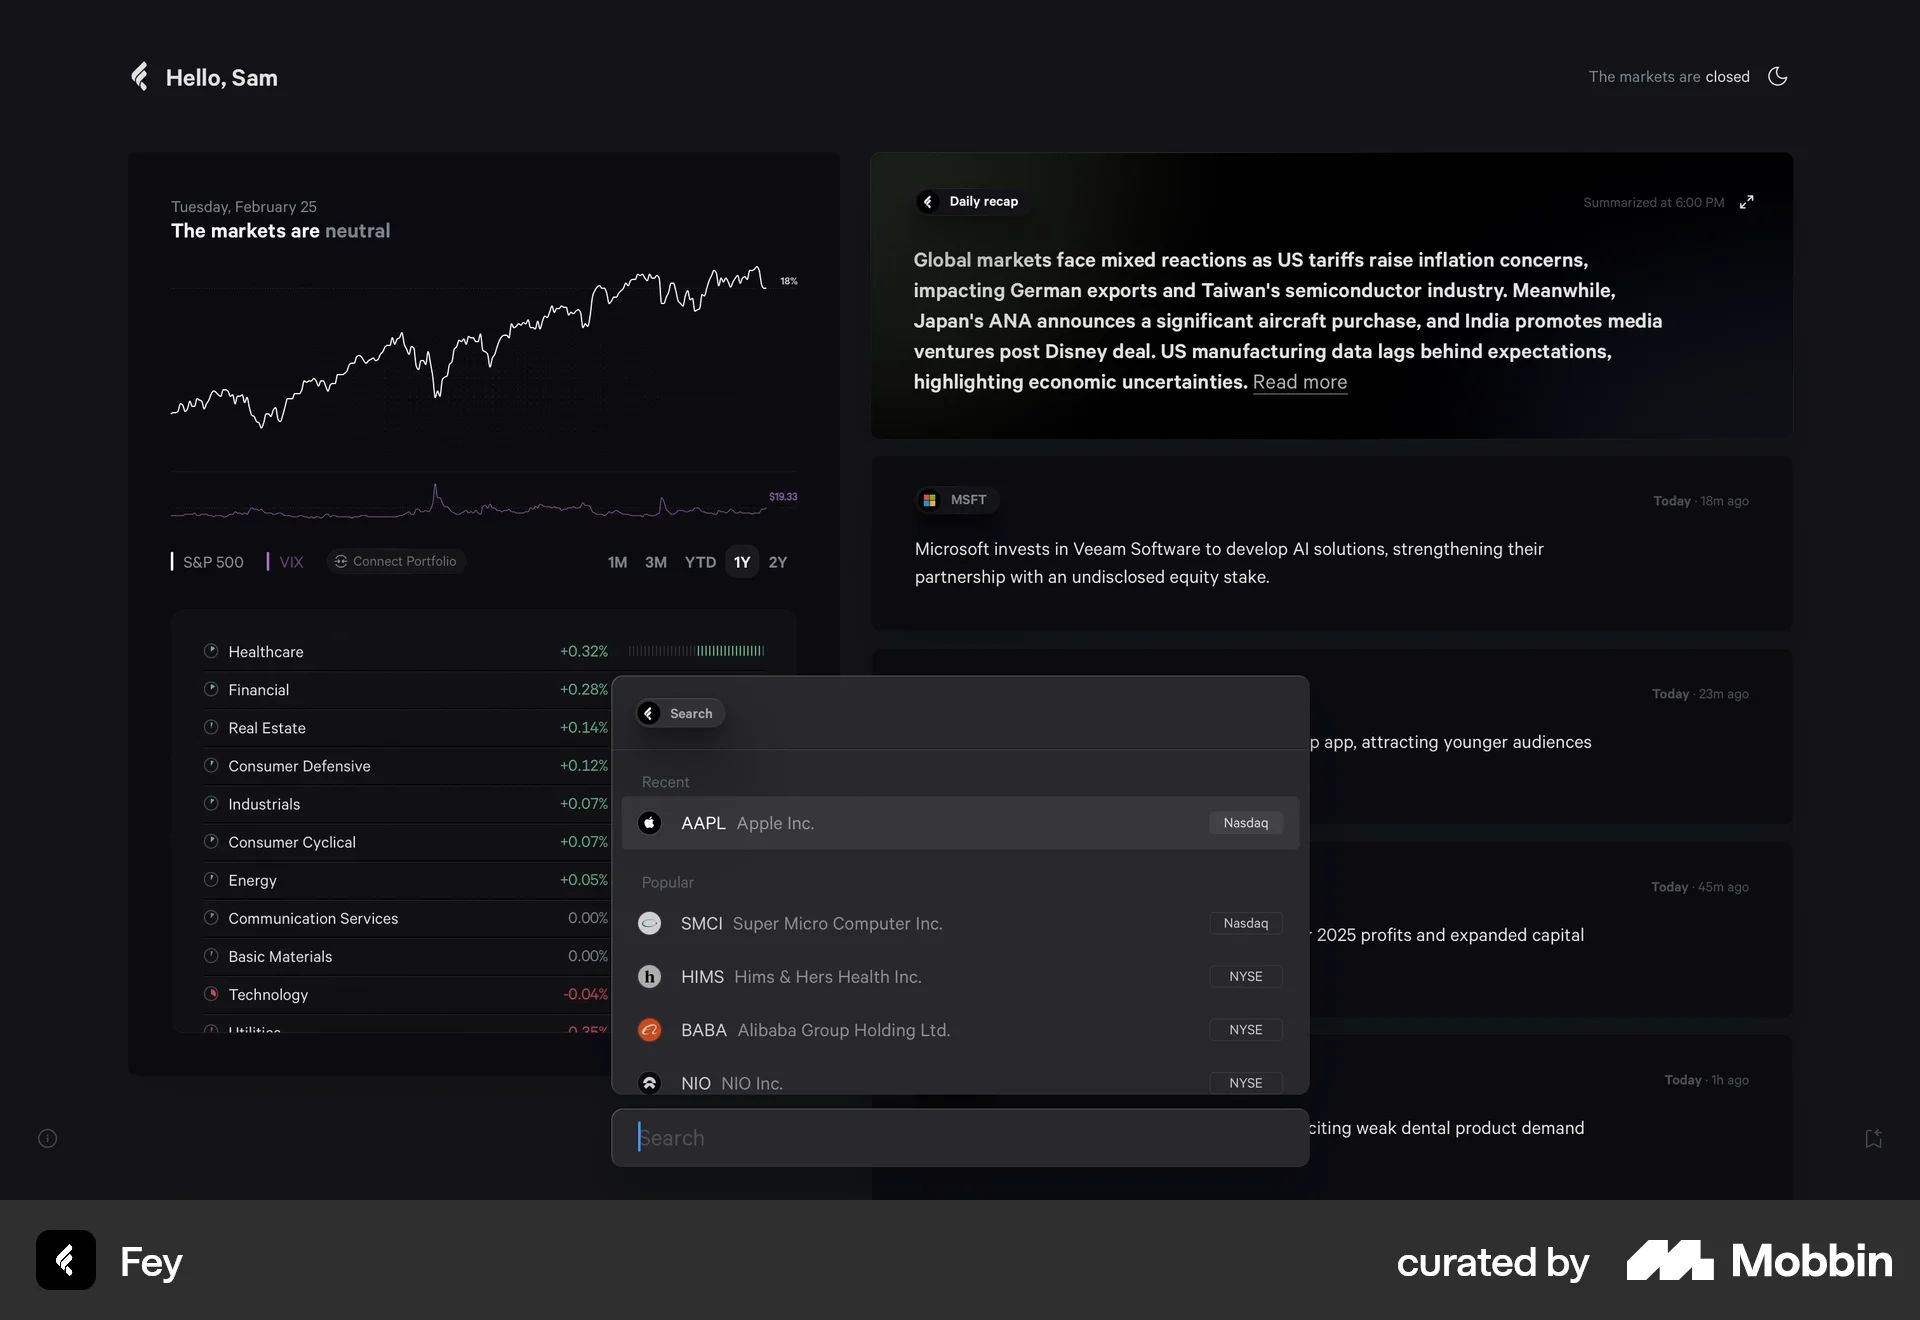 Hello, Sam
The markets are closed
Tuesday, February 25
The markets are neutral
18%
$19.33
S&P 500
VIX
Connect Portfolio
1M 3M YTD 1Y 2Y
Healthcare +0.32%
Financial +0.28%
Real Estate +0.14%
Consumer Defensive +0.12%
Industrials +0.07%
Consumer Cyclical +0.07%
Energy +0.05%
Communication Services 0.00%
Basic Materials 0.00%
Technology -0.04%
Utilities -0.35%
Daily recap
Summarized at 6:00 PM
Global markets face mixed reactions as US tariffs raise inflation concerns,
impacting German exports and Taiwan's semiconductor industry. Meanwhile,
Japan's ANA announces a significant aircraft purchase, and India promotes media
ventures post Disney deal. US manufacturing data lags behind expectations,
highlighting economic uncertainties. Read more
MSFT
Today · 18m ago
Microsoft invests in Veeam Software to develop AI solutions, strengthening their
partnership with an undisclosed equity stake.
Today · 23m ago
p app, attracting younger audiences
Today · 45m ago
2025 profits and expanded capital
Today · 1h ago
citing weak dental product demand
Search
Recent
AAPL Apple Inc. Nasdaq
Popular
SMCI Super Micro Computer Inc. Nasdaq
HIMS Hims & Hers Health Inc. NYSE
BABA Alibaba Group Holding Ltd. NYSE
NIO NIO Inc. NYSE
Search
Fey
curated by Mobbin